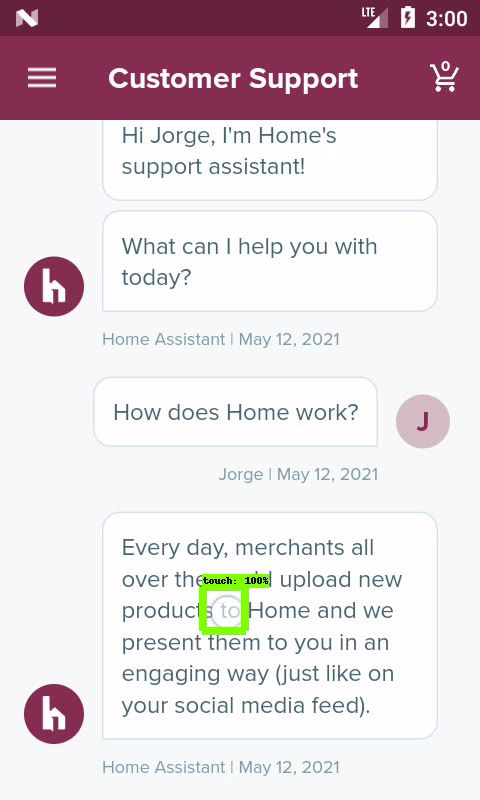 LTE 3:00
Customer Support
0
Hi Jorge, I'm Home's
support assistant!
What can I help you with
today?
h
Home Assistant | May 12, 2021
How does Home work?
J
Jorge | May 12, 2021
Every day, merchants all
touch: 100%
over the upload new
products to Home and we
present them to you in an
engaging way (just like on
your social media feed).
h
Home Assistant | May 12, 2021